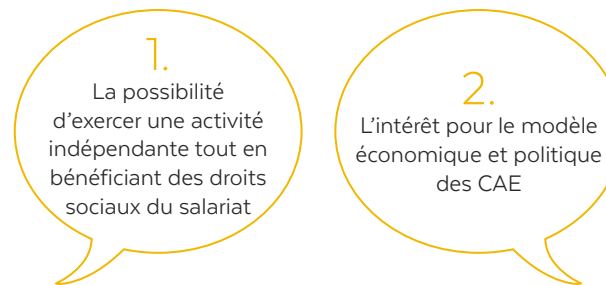 1.
La possibilité
d'exercer une activité
indépendante tout en
bénéficiant des droits
sociaux du salariat
2.
L'intérêt pour le modèle
économique et politique
des CAE